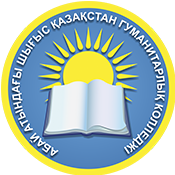 АБАЙ АТЫНДАҒЫ ШЫҒЫС ҚАЗАҚСТАН ГУМАНИТАРЛЫҚ КОЛЛЕДЖІ